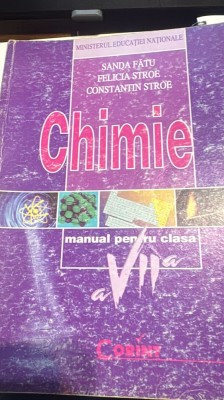 MINISTERUL EDUCAȚIEI NAȚIONALE
SANDA FĂTU
FELICIA STROE
CONSTANTIN STROE
Chimie
manual pentru clasa
a VII a
CORINT